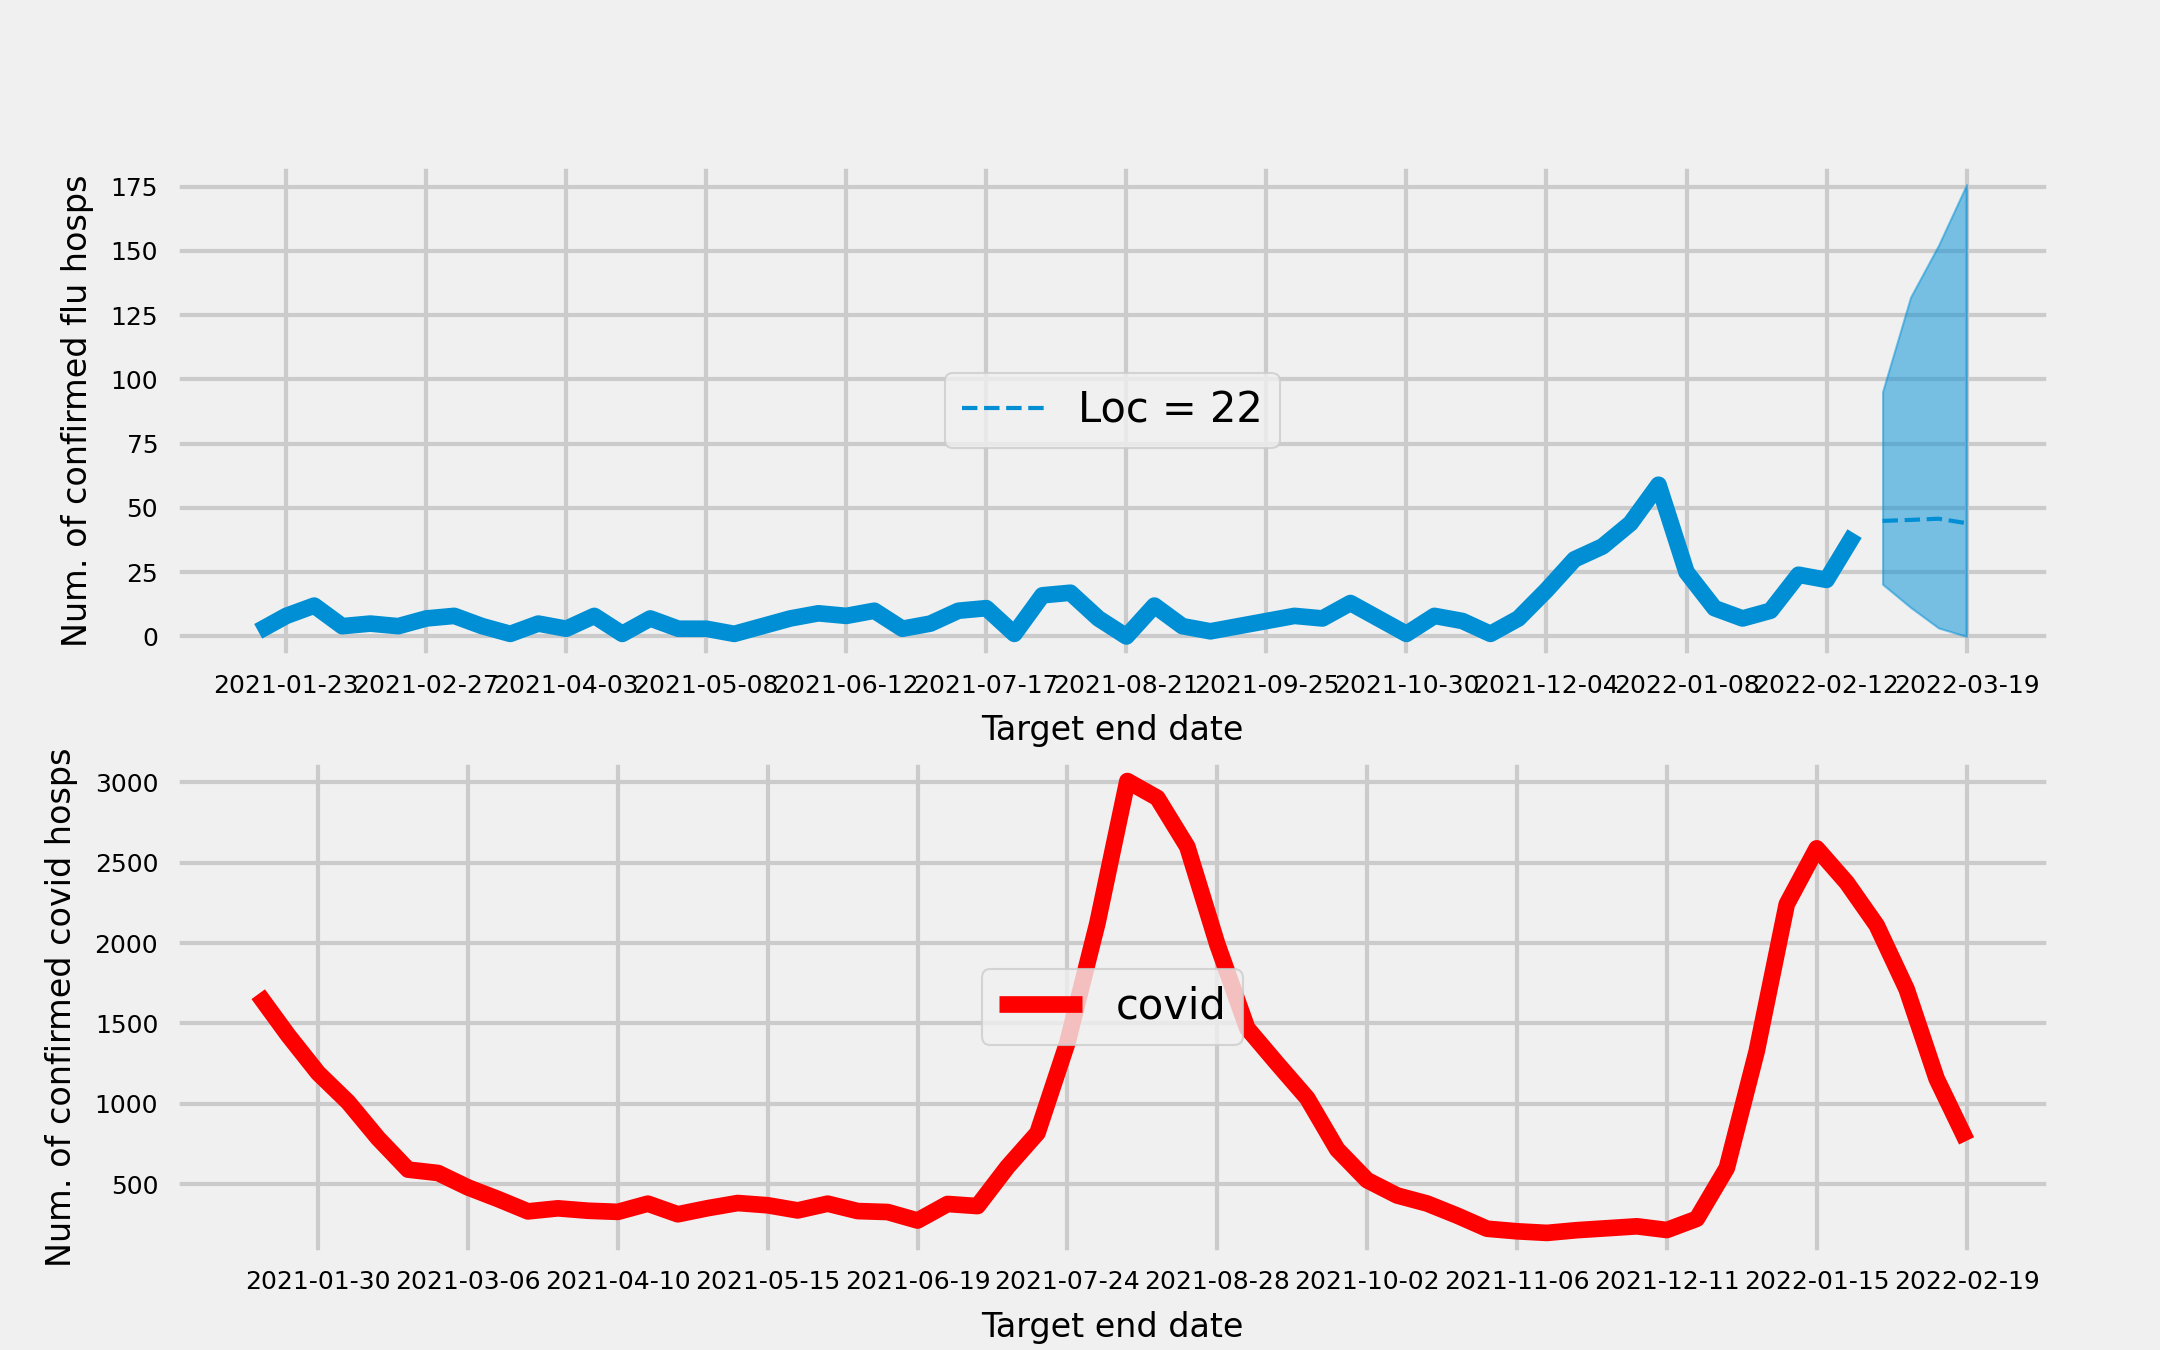 Num. of confirmed flu hosps
175
150
125
100
75
50
25
0
Loc = 22
2021-01-23 2021-02-27 2021-04-03 2021-05-08 2021-06-12 2021-07-17 2021-08-21 2021-09-25 2021-10-30 2021-12-04 2022-01-08 2022-02-12 2022-03-19
Target end date
Num. of confirmed covid hosps
3000
2500
2000
1500
1000
500
covid
2021-01-30 2021-03-06 2021-04-10 2021-05-15 2021-06-19 2021-07-24 2021-08-28 2021-10-02 2021-11-06 2021-12-11 2022-01-15 2022-02-19
Target end date